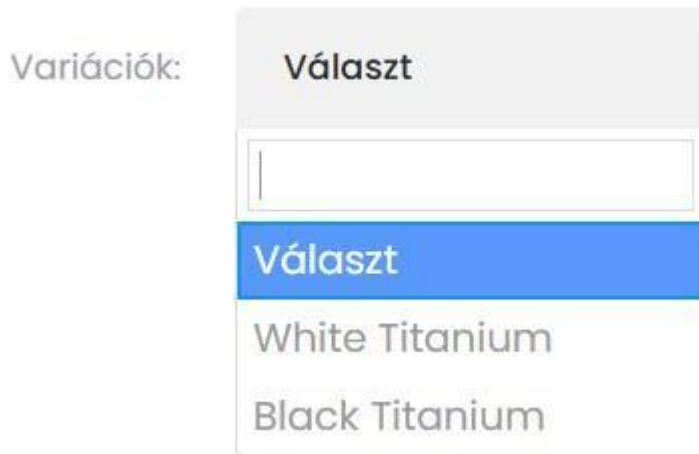 Variációk:
Választ
Választ
White Titanium
Black Titanium